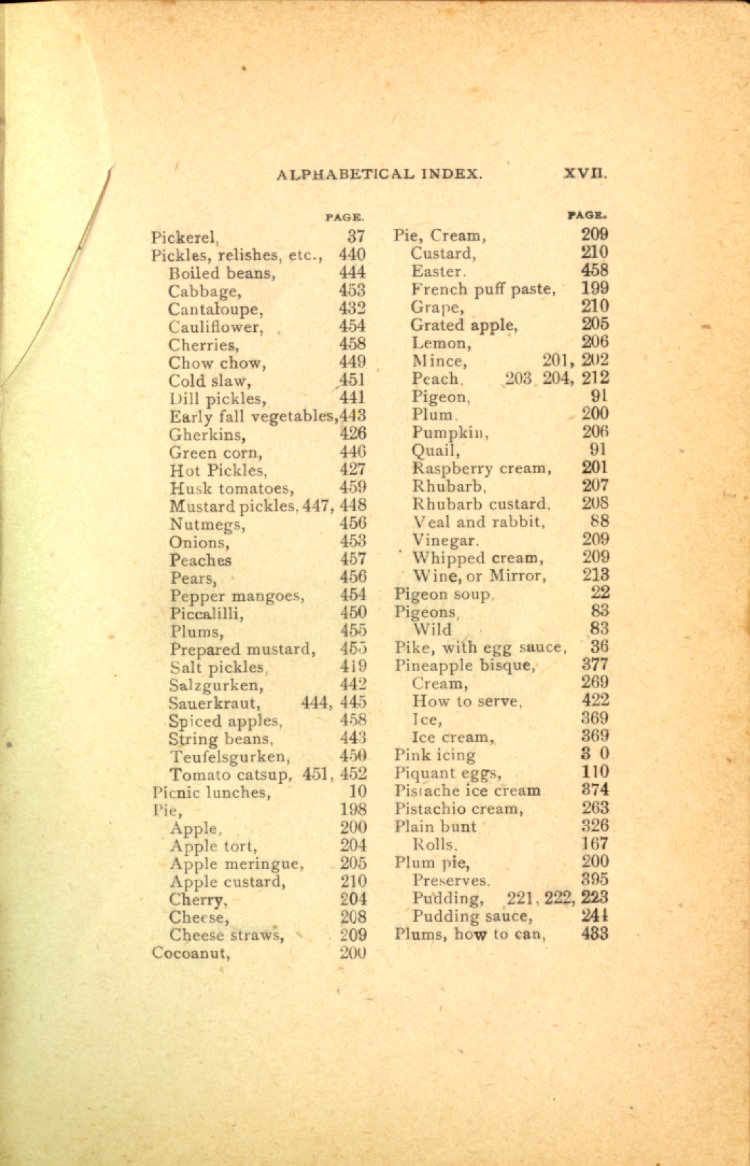 ALPHABETICAL INDEX. XVII.
PAGE.
Pickerel, 37
Pickles, relishes, etc., 440
Boiled beans, 444
Cabbage, 453
Cantaloupe, 432
Cauliflower, 454
Cherries, 458
Chow chow, 449
Cold slaw, 451
Dill pickles, 441
Early fall vegetables, 443
Gherkins, 426
Green corn, 446
Hot Pickles, 427
Husk tomatoes, 459
Mustard pickles, 447, 448
Nutmegs, 456
Onions, 453
Peaches 457
Pears, 456
Pepper mangoes, 454
Piccalilli, 450
Plums, 455
Prepared mustard, 455
Salt pickles, 419
Salzgurken, 442
Sauerkraut, 444, 445
Spiced apples, 458
String beans, 443
Teufelsgurken, 450
Tomato catsup, 451, 452
Picnic lunches, 10
Pie, 198
Apple, 200
Apple tort, 204
Apple meringue, 205
Apple custard, 210
Cherry, 204
Cheese, 208
Cheese straws, 209
Cocoanut, 200
PAGE.
Pie, Cream, 209
Custard, 210
Easter. 458
French puff paste, 199
Grape, 210
Grated apple, 205
Lemon, 206
Mince, 201, 202
Peach, 203 204, 212
Pigeon, 91
Plum. 200
Pumpkin, 206
Quail, 91
Raspberry cream, 201
Rhubarb, 207
Rhubarb custard, 208
Veal and rabbit, 88
Vinegar. 209
Whipped cream, 209
Wine, or Mirror, 213
Pigeon soup. 22
Pigeons, 83
Wild 83
Pike, with egg sauce, 36
Pineapple bisque, 377
Cream, 269
How to serve, 422
Ice, 369
Ice cream, 369
Pink icing 3 0
Piquant eggs, 110
Pistache ice cream 374
Pistachio cream, 263
Plain bunt 326
Rolls. 167
Plum pie, 200
Preserves. 395
Pudding, 221, 222, 223
Pudding sauce, 241
Plums, how to can, 433